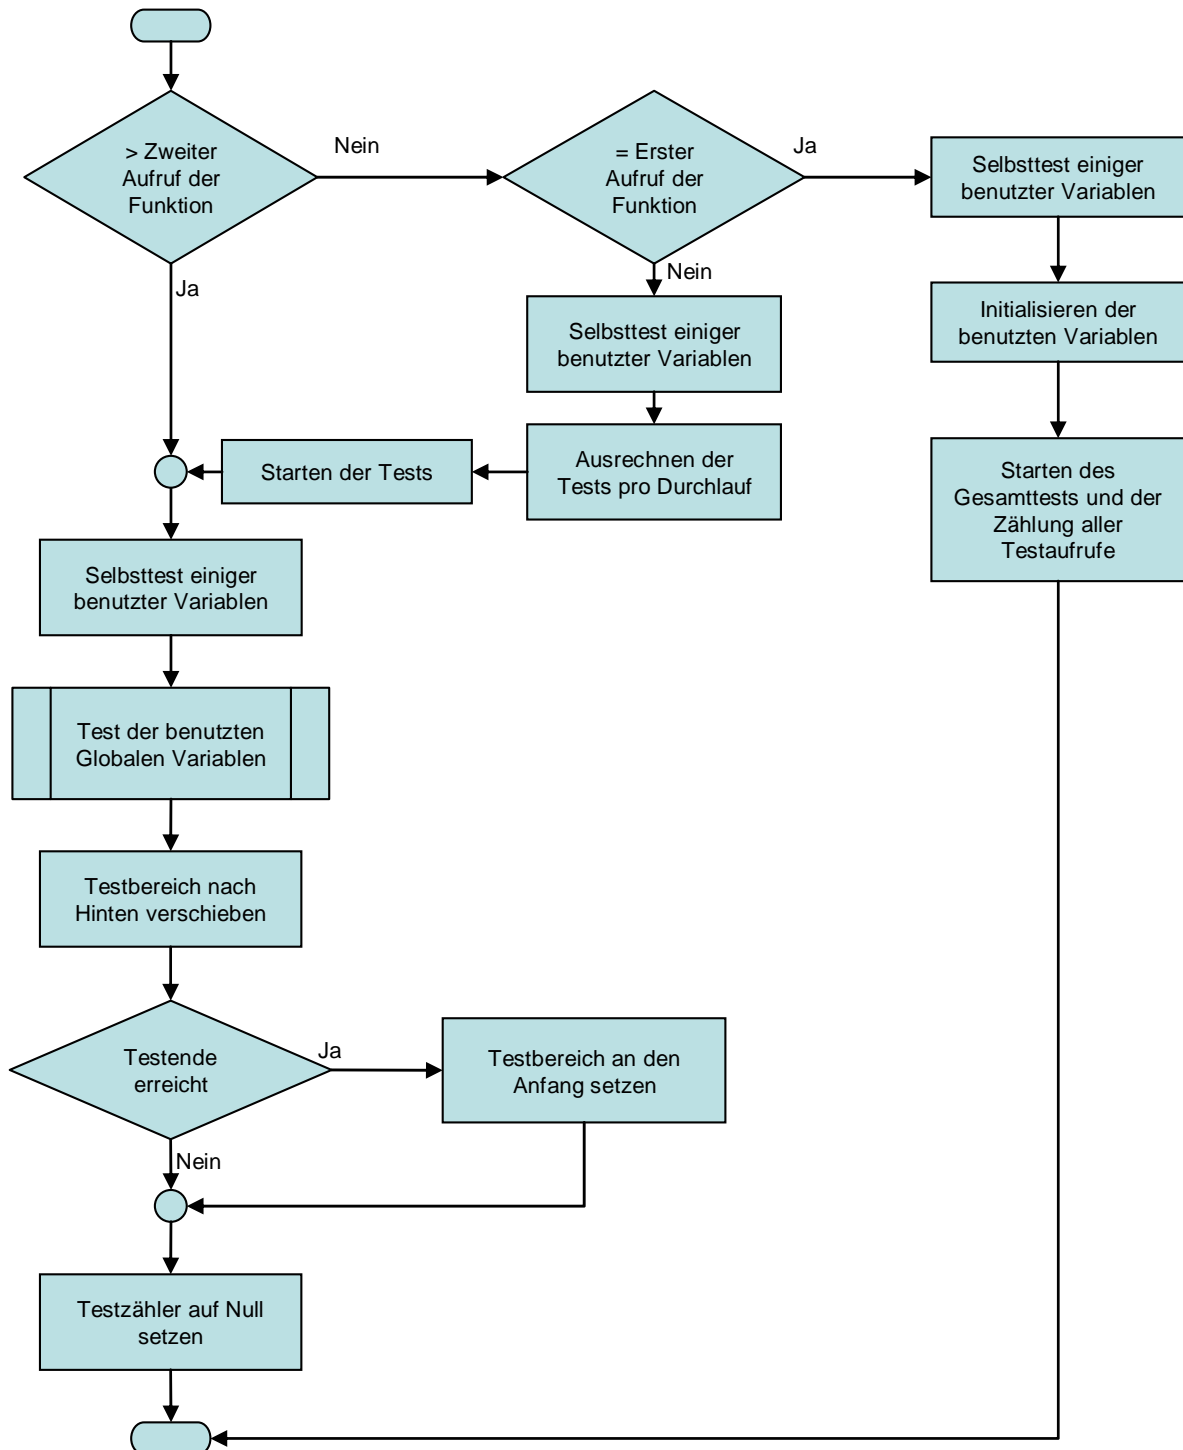 > Zweiter
Aufruf der
Funktion
Nein
= Erster
Aufruf der
Funktion
Ja
Selbsttest einiger
benutzter Variablen
Ja
Nein
Initialisieren der
benutzten Variablen
Selbsttest einiger
benutzter Variablen
Starten der Tests
Ausrechnen der
Tests pro Durchlauf
Starten des
Gesamttests und der
Zählung aller
Testaufrufe
Selbsttest einiger
benutzter Variablen
Test der benutzten
Globalen Variablen
Testbereich nach
Hinten verschieben
Testende
erreicht
Ja
Testbereich an den
Anfang setzen
Nein
Testzähler auf Null
setzen